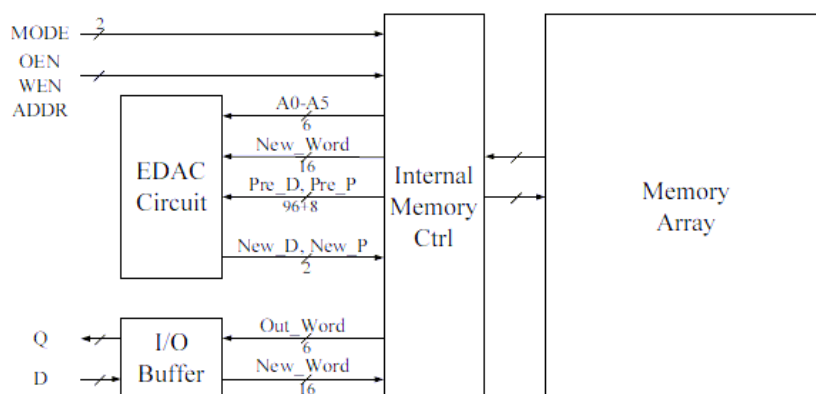 MODE
2
OEN
WEN
ADDR
EDAC
Circuit
A0-A5
6
New_Word
16
Pre_D, Pre_P
96+8
New_D, New_P
2
Internal
Memory
Ctrl
Memory
Array
Q
D
I/O
Buffer
Out_Word
6
New_Word
16